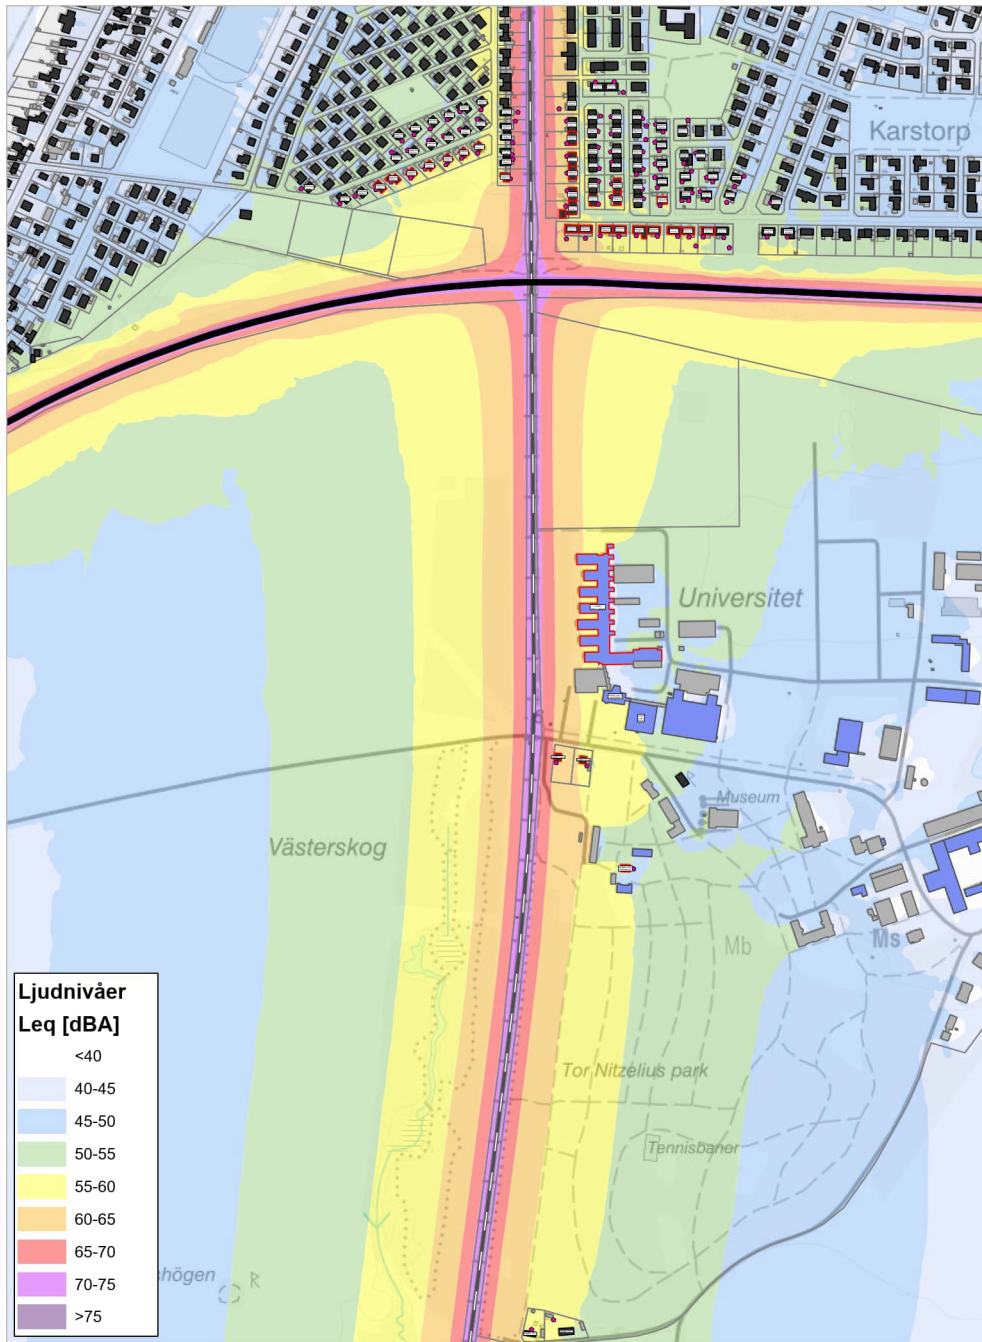 Karstorp
Universitet
Museum
Västerskog
Mb
Ms
Ljudnivåer
Leq [dBA]
<40
40-45
45-50
50-55
55-60
60-65
65-70
70-75
>75
Tor Nitzelius park
Tennisbanor
högen
R